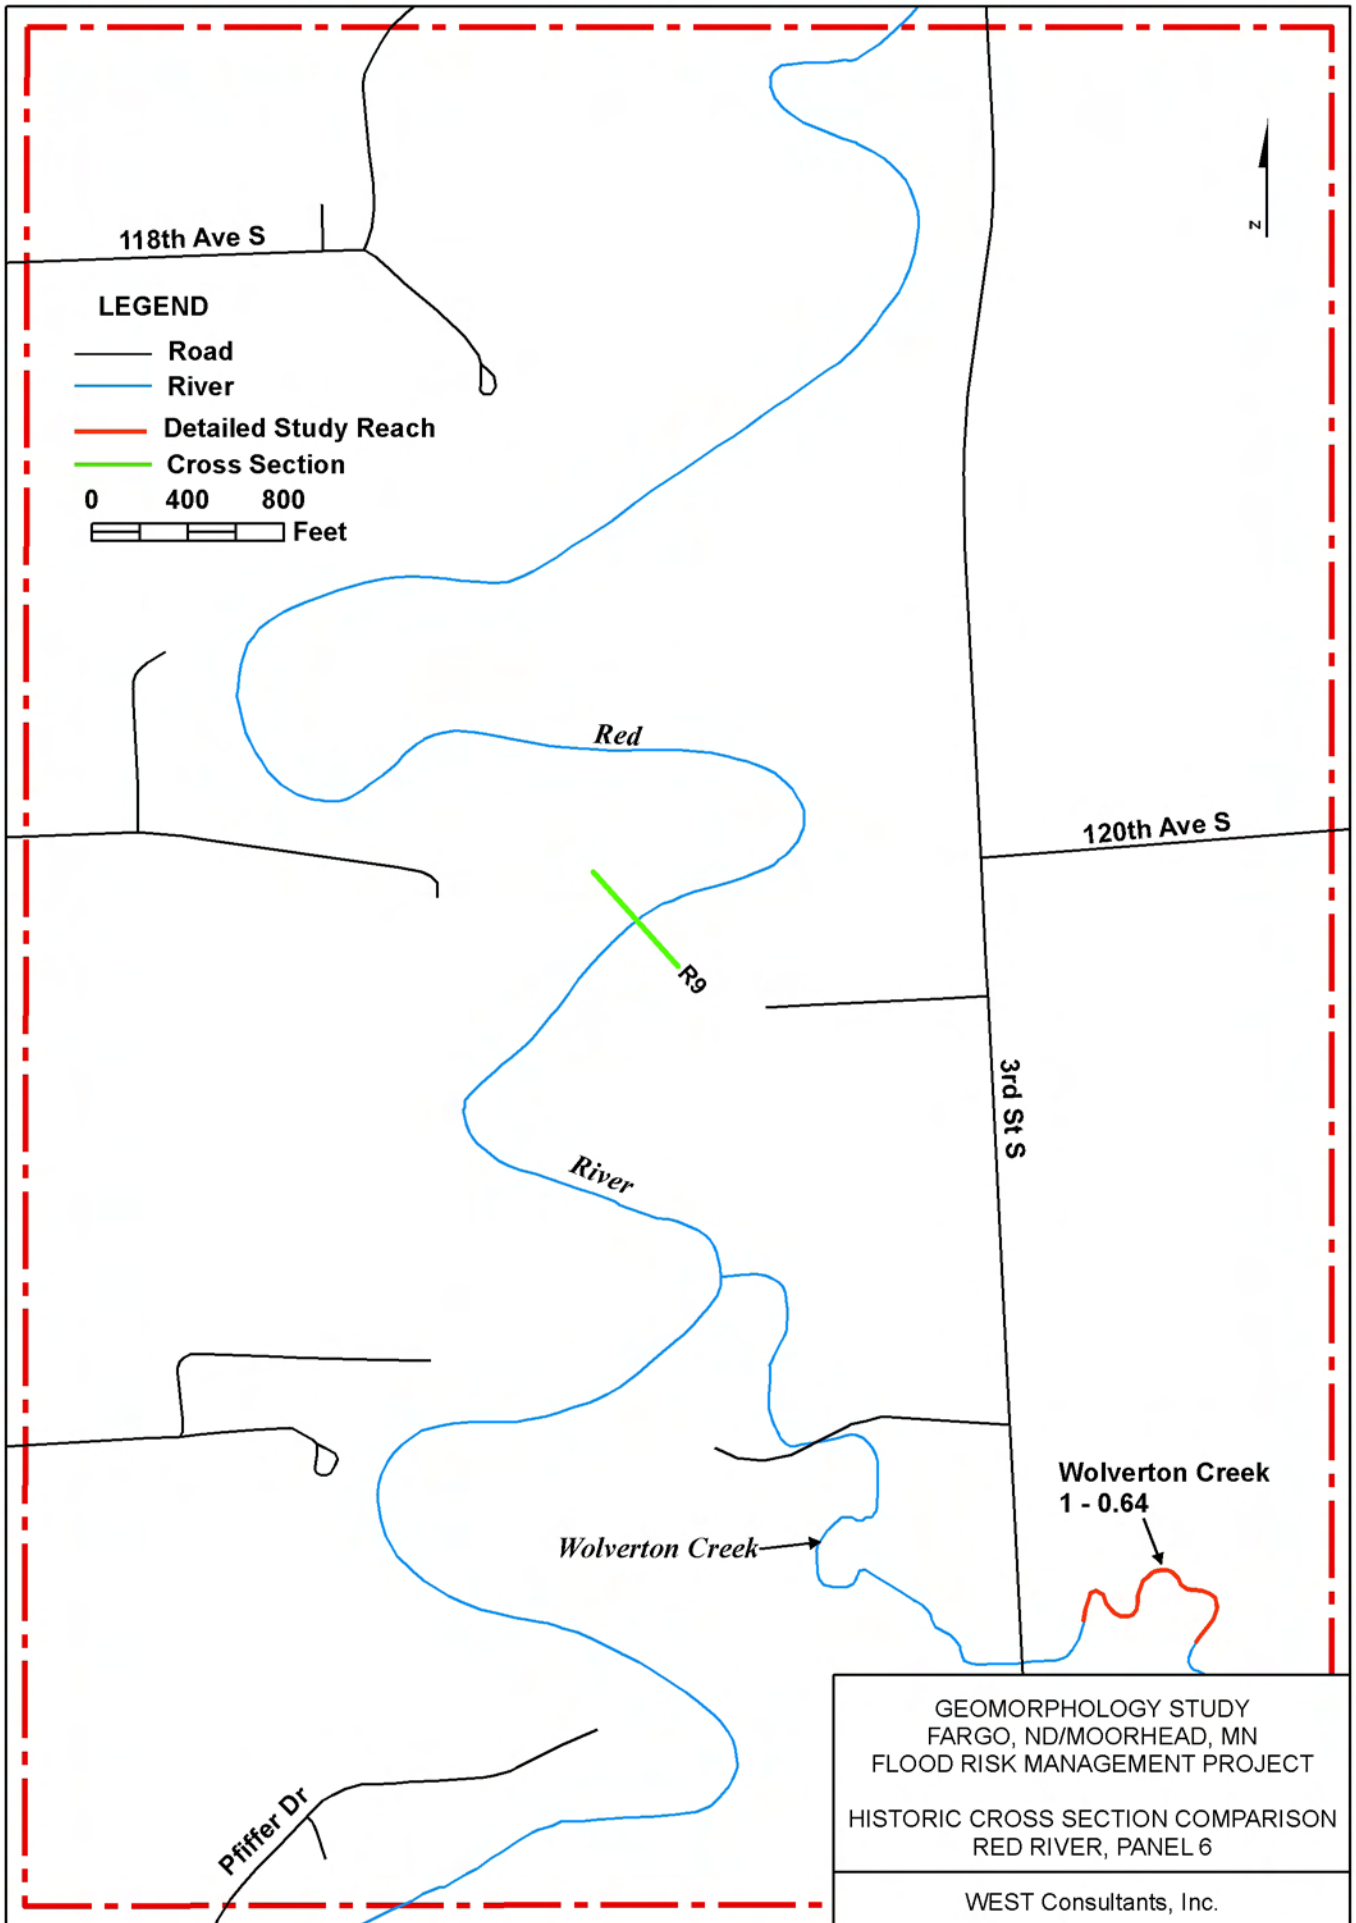 118th Ave S
LEGEND
Road
River
Detailed Study Reach
Cross Section
0 400 800
Feet
N
Red
120th Ave S
R9
3rd St S
River
Wolverton Creek
1 - 0.64
Wolverton Creek
Pfiffer Dr
GEOMORPHOLOGY STUDY
FARGO, ND/MOORHEAD, MN
FLOOD RISK MANAGEMENT PROJECT
HISTORIC CROSS SECTION COMPARISON
RED RIVER, PANEL 6
WEST Consultants, Inc.